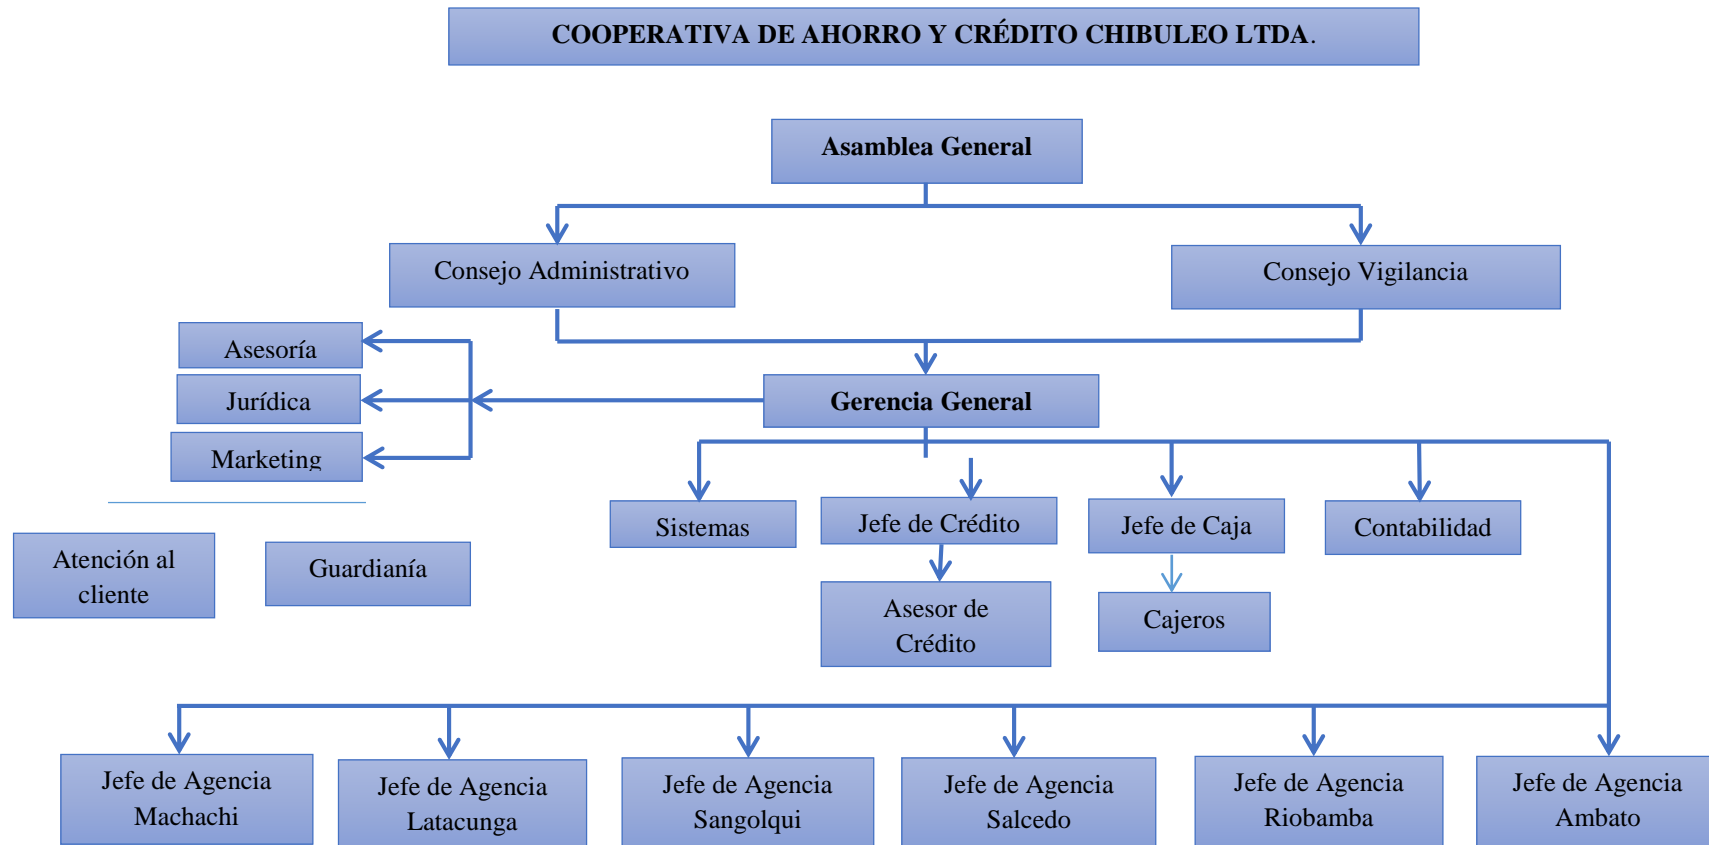 COOPERATIVA DE AHORRO Y CRÉDITO CHIBULEO LTDA.
Asamblea General
Consejo Administrativo
Consejo Vigilancia
Asesoría
Jurídica
Marketing
Gerencia General
Sistemas
Jefe de Crédito
Jefe de Caja
Contabilidad
Atención al
cliente
Guardianía
Asesor de
Crédito
Cajeros
Jefe de Agencia
Machachi
Jefe de Agencia
Latacunga
Jefe de Agencia
Sangolqui
Jefe de Agencia
Salcedo
Jefe de Agencia
Riobamba
Jefe de Agencia
Ambato